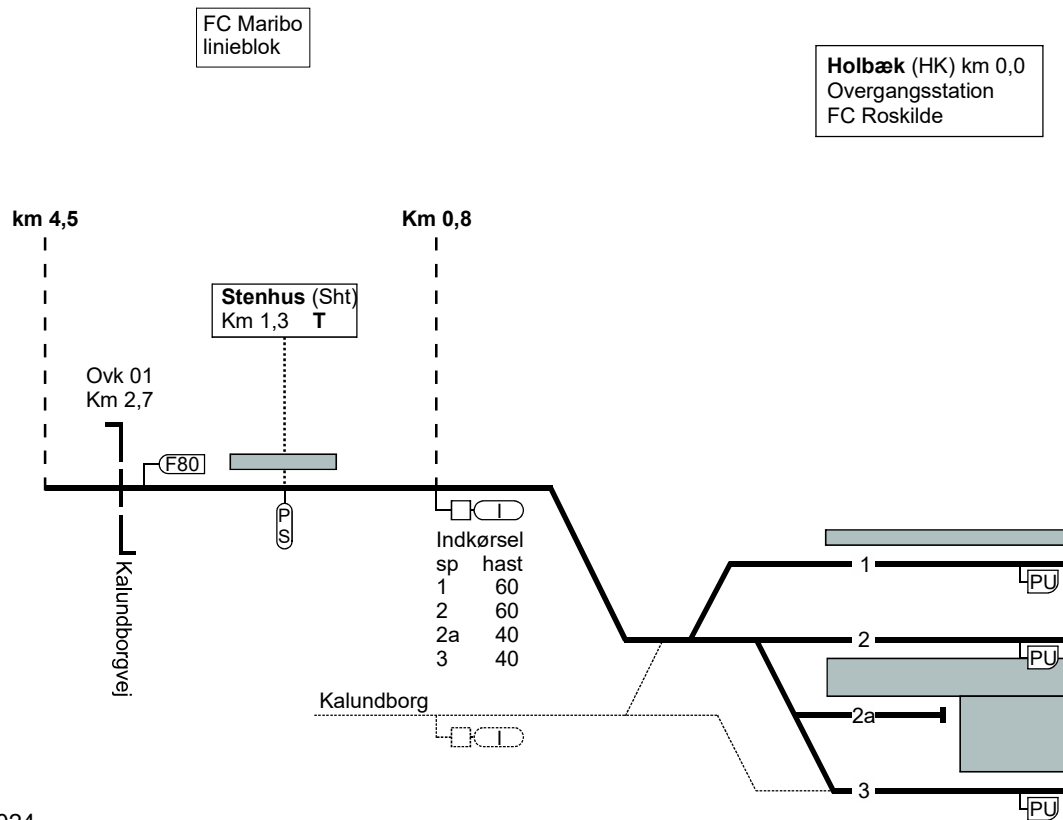 FC Maribo
linieblok
Holbæk (HK) km 0,0
Overgangsstation
FC Roskilde
km 4,5
Km 0,8
Stenhus (Sht)
Km 1,3 T
Ovk 01
Km 2,7
F80
P
S
I
Indkørsel
sp hast
1 60
2 60
2a 40
3 40
Kalundborgvej
1
PU
2
PU
Kalundborg
I
2a
3
PU